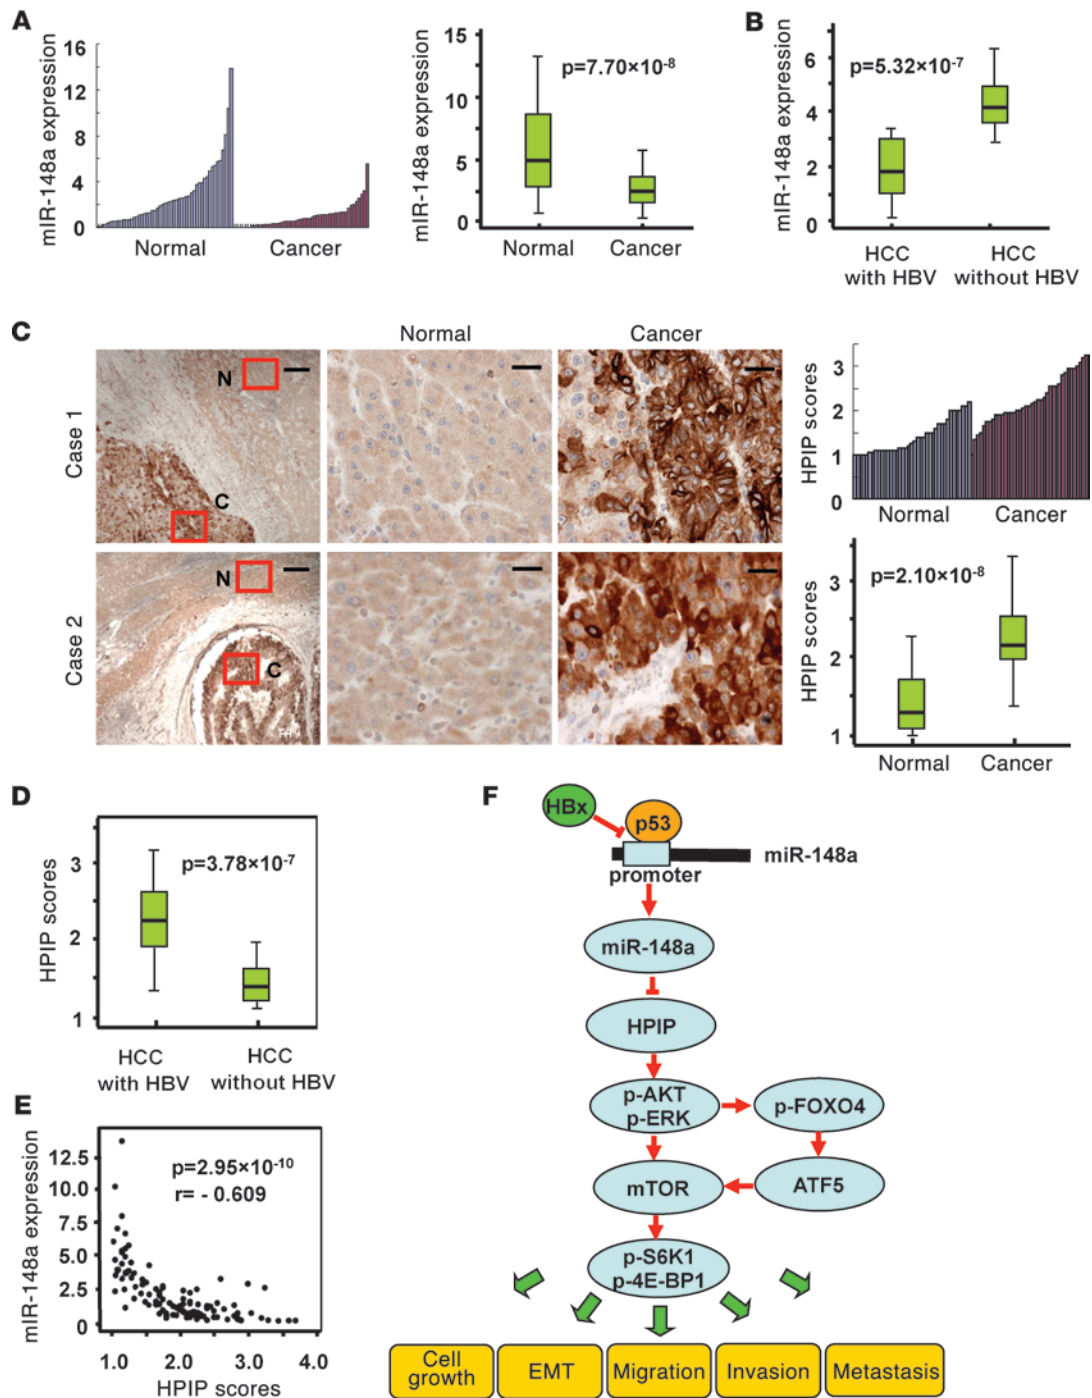 A
mIR-148a expression
16
12
8
4
0
Normal
Cancer
mIR-148a expression
15
10
5
0
p=7.70×10-8
Normal
Cancer
B
mIR-148a expression
6
4
2
0
p=5.32×10-7
HCC
with HBV
HCC
without HBV
C
Normal
Cancer
Case 1
N
C
Case 2
N
C
HPIP scores
3
2
1
0
Normal
Cancer
HPIP scores
3
2
1
p=2.10×10-8
Normal
Cancer
D
HPIP scores
3
2
1
p=3.78×10-7
HCC
with HBV
HCC
without HBV
E
mIR-148a expression
12.5
10.0
7.5
5.0
2.5
0
p=2.95×10-10
r= - 0.609
1.0
2.0
3.0
4.0
HPIP scores
F
HBx
p53
miR-148a
promoter
miR-148a
HPIP
p-AKT
p-ERK
p-FOXO4
mTOR
ATF5
p-S6K1
p-4E-BP1
Cell
growth
EMT
Migration
Invasion
Metastasis